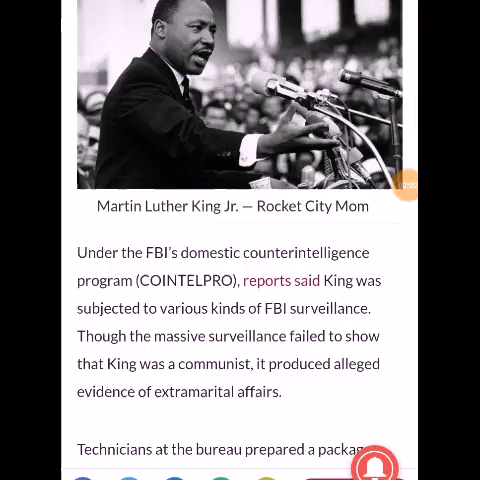 02:02
Martin Luther King Jr. — Rocket City Mom
Under the FBI's domestic counterintelligence
program (COINTELPRO), reports said King was
subjected to various kinds of FBI surveillance.
Though the massive surveillance failed to show
that King was a communist, it produced alleged
evidence of extramarital affairs.
Technicians at the bureau prepared a